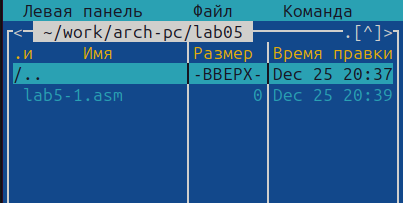 Левая панель Файл Команда
<- ~/work/arch-pc/lab05 .[^]>
.и Имя Размер Время правки
/.. -ВВЕРХ- Dec 25 20:37
lab5-1.asm 0 Dec 25 20:39